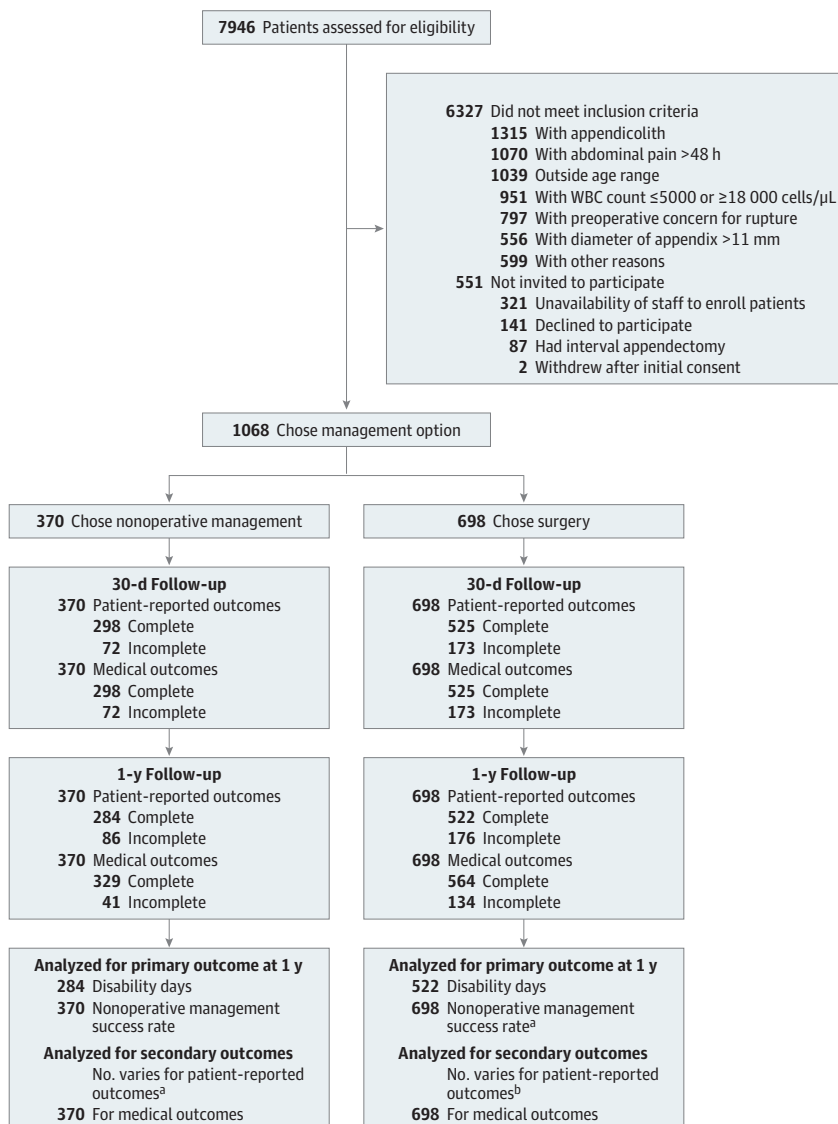 7946 Patients assessed for eligibility
6327 Did not meet inclusion criteria
1315 With appendicolith
1070 With abdominal pain >48 h
1039 Outside age range
951 With WBC count ≤5000 or ≥18 000 cells/μL
797 With preoperative concern for rupture
556 With diameter of appendix >11 mm
599 With other reasons
551 Not invited to participate
321 Unavailability of staff to enroll patients
141 Declined to participate
87 Had interval appendectomy
2 Withdrew after initial consent
1068 Chose management option
370 Chose nonoperative management
698 Chose surgery
30-d Follow-up
370 Patient-reported outcomes
298 Complete
72 Incomplete
370 Medical outcomes
298 Complete
72 Incomplete
30-d Follow-up
698 Patient-reported outcomes
525 Complete
173 Incomplete
698 Medical outcomes
525 Complete
173 Incomplete
1-y Follow-up
370 Patient-reported outcomes
284 Complete
86 Incomplete
370 Medical outcomes
329 Complete
41 Incomplete
1-y Follow-up
698 Patient-reported outcomes
522 Complete
176 Incomplete
698 Medical outcomes
564 Complete
134 Incomplete
Analyzed for primary outcome at 1 y
284 Disability days
370 Nonoperative management
success rate
Analyzed for secondary outcomes
No. varies for patient-reported
outcomesᵃ
370 For medical outcomes
Analyzed for primary outcome at 1 y
522 Disability days
698 Nonoperative management
success rateᵃ
Analyzed for secondary outcomes
No. varies for patient-reported
outcomesᵇ
698 For medical outcomes